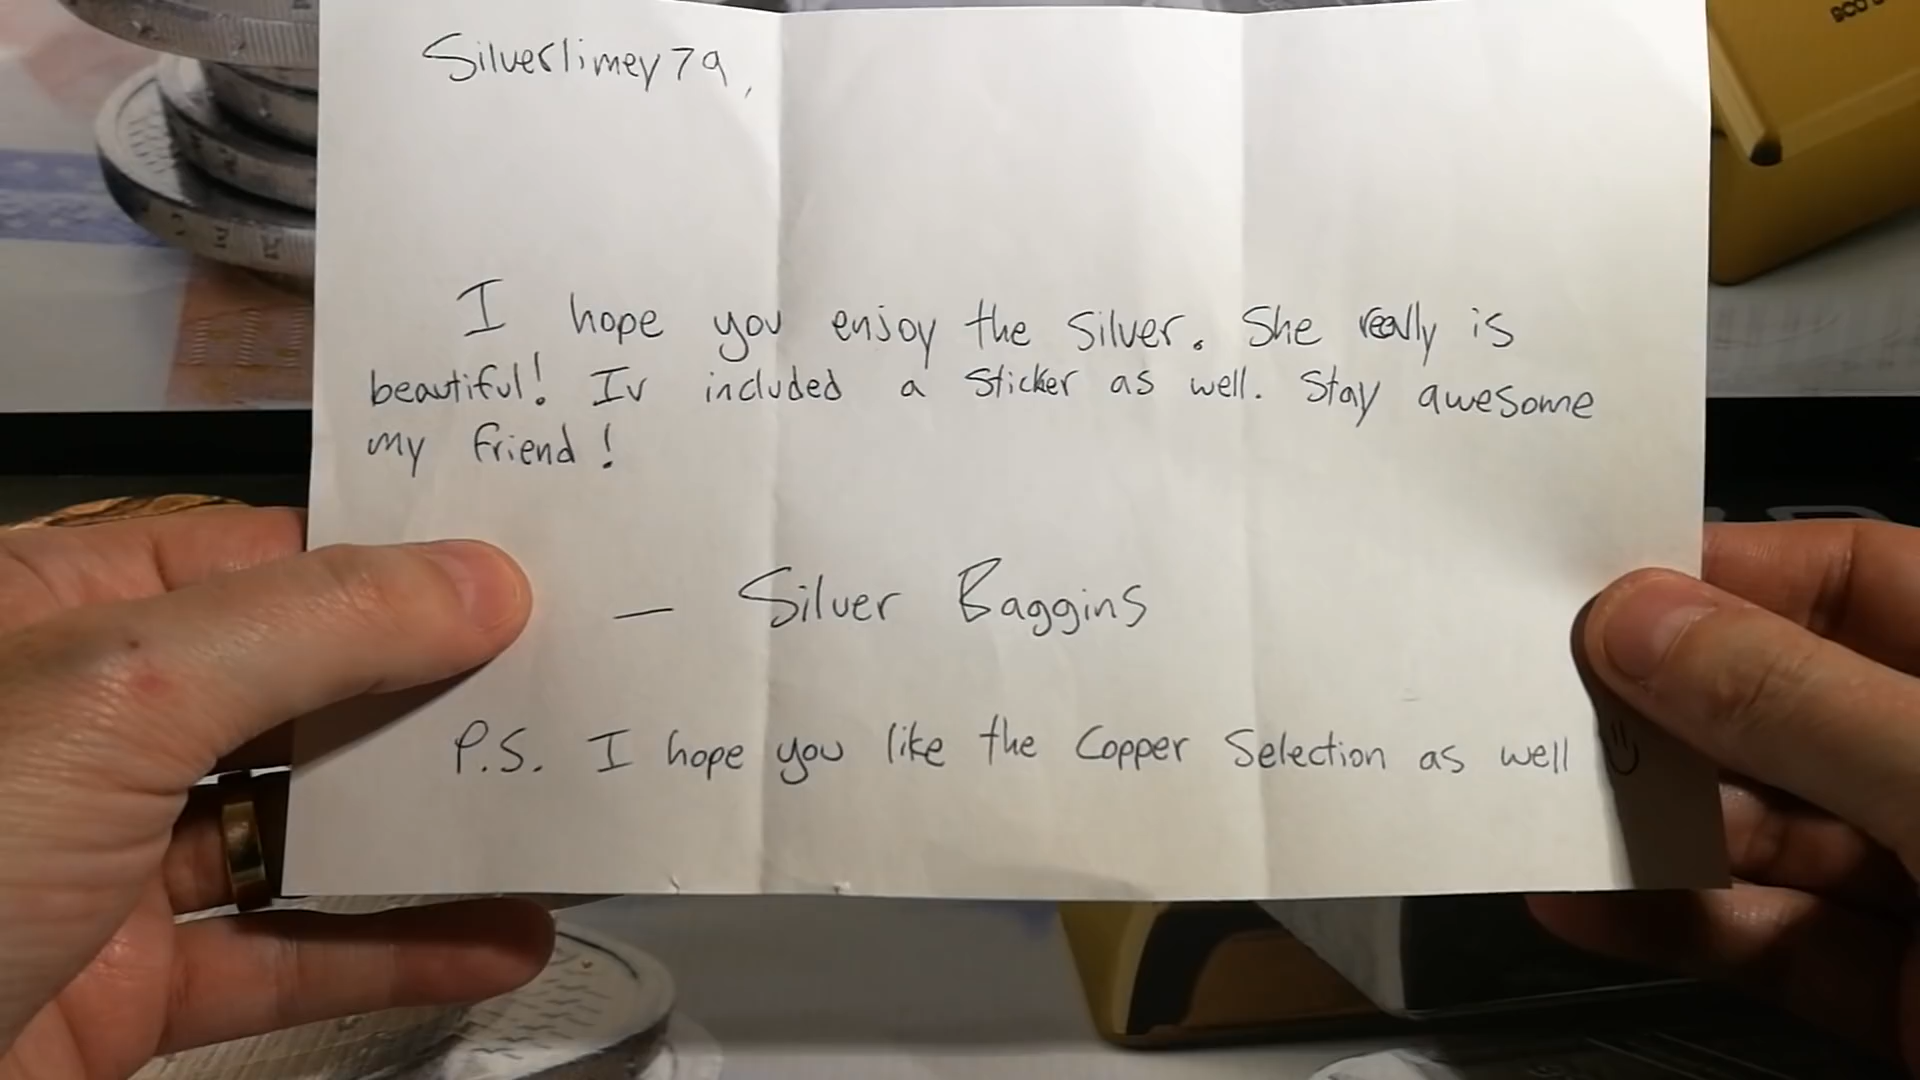 Silverlimey79,
I hope you enjoy the Silver. She really is
beautiful! Iv included a Sticker as well. Stay awesome
my friend!
— Silver Baggins
P.S. I hope you like the Copper Selection as well